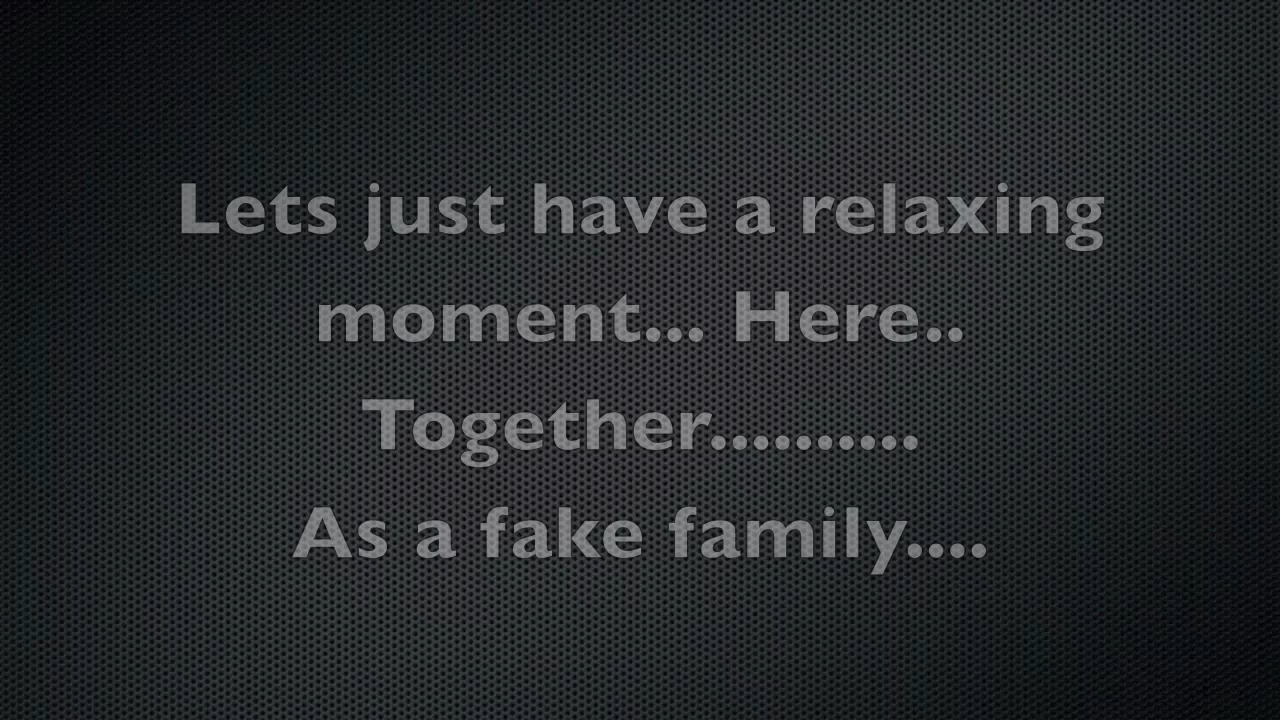 Lets just have a relaxing
moment... Here..
Together..........
As a fake family....